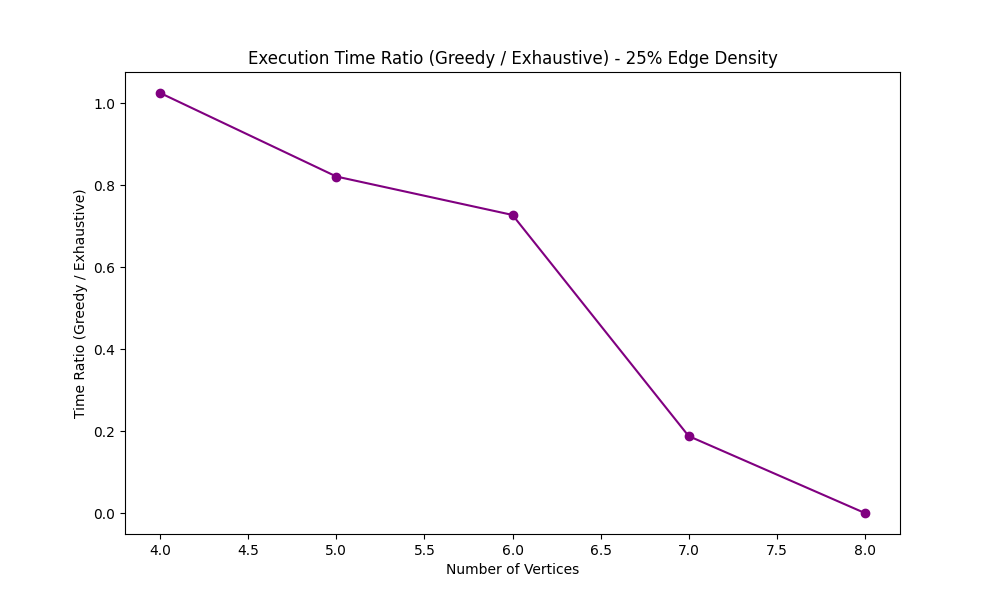 Execution Time Ratio (Greedy / Exhaustive) - 25% Edge Density
Time Ratio (Greedy / Exhaustive)
1.0
0.8
0.6
0.4
0.2
0.0
4.0 4.5 5.0 5.5 6.0 6.5 7.0 7.5 8.0
Number of Vertices